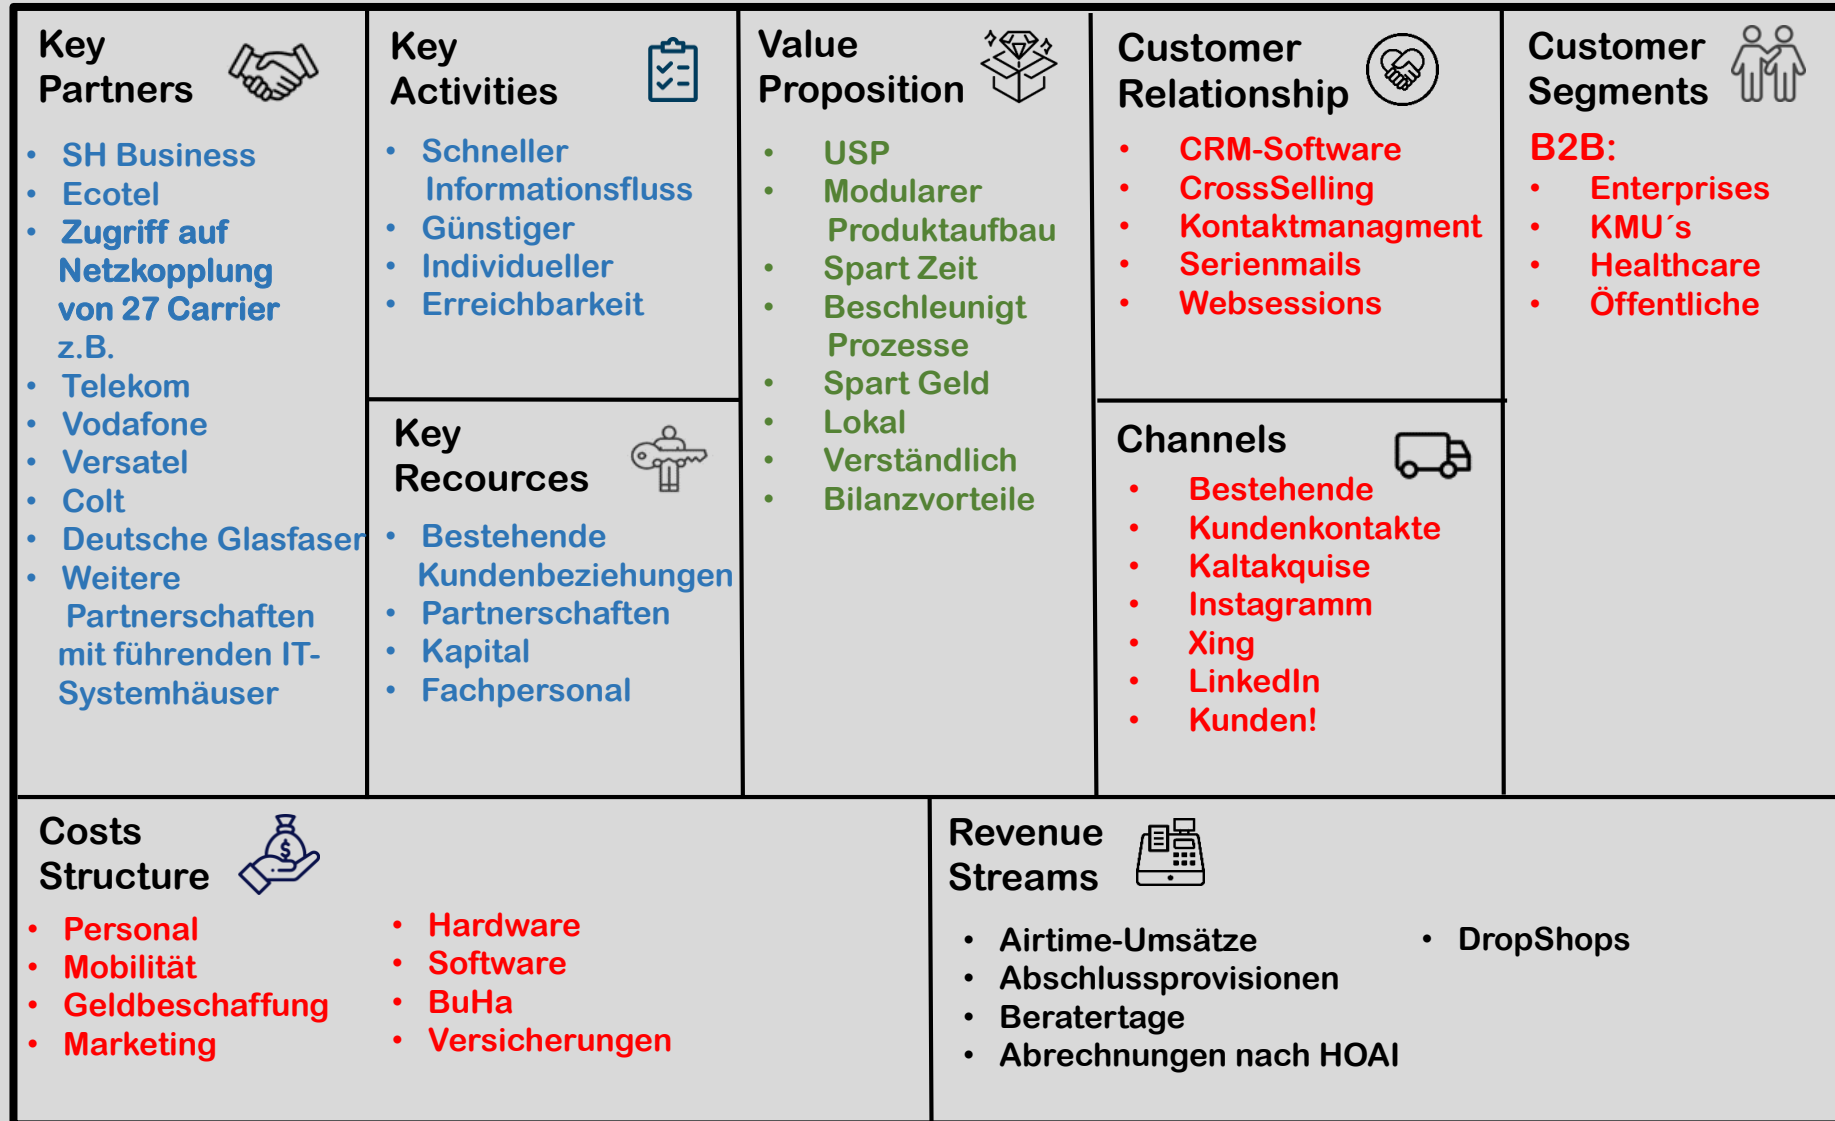 Key
Partners
• SH Business
• Ecotel
• Zugriff auf
Netzkopplung
von 27 Carrier
z.B.
• Telekom
• Vodafone
• Versatel
• Colt
• Deutsche Glasfaser
• Weitere
Partnerschaften
mit führenden IT-
Systemhäuser
Key
Activities
• Schneller
Informationsfluss
• Günstiger
• Individueller
• Erreichbarkeit
Key
Recources
• Bestehende
Kundenbeziehungen
• Partnerschaften
• Kapital
• Fachpersonal
Value
Proposition
• USP
• Modularer
Produktaufbau
• Spart Zeit
• Beschleunigt
Prozesse
• Spart Geld
• Lokal
• Verständlich
• Bilanzvorteile
Customer
Relationship
• CRM-Software
• CrossSelling
• Kontaktmanagment
• Serienmails
• Websessions
Channels
• Bestehende
• Kundenkontakte
• Kaltakquise
• Instagramm
• Xing
• LinkedIn
• Kunden!
Customer
Segments
B2B:
• Enterprises
• KMU´s
• Healthcare
• Öffentliche
Costs
Structure
$
• Personal
• Mobilität
• Geldbeschaffung
• Marketing
• Hardware
• Software
• BuHa
• Versicherungen
Revenue
Streams
• Airtime-Umsätze
• Abschlussprovisionen
• Beratertage
• Abrechnungen nach HOAI
• DropShops